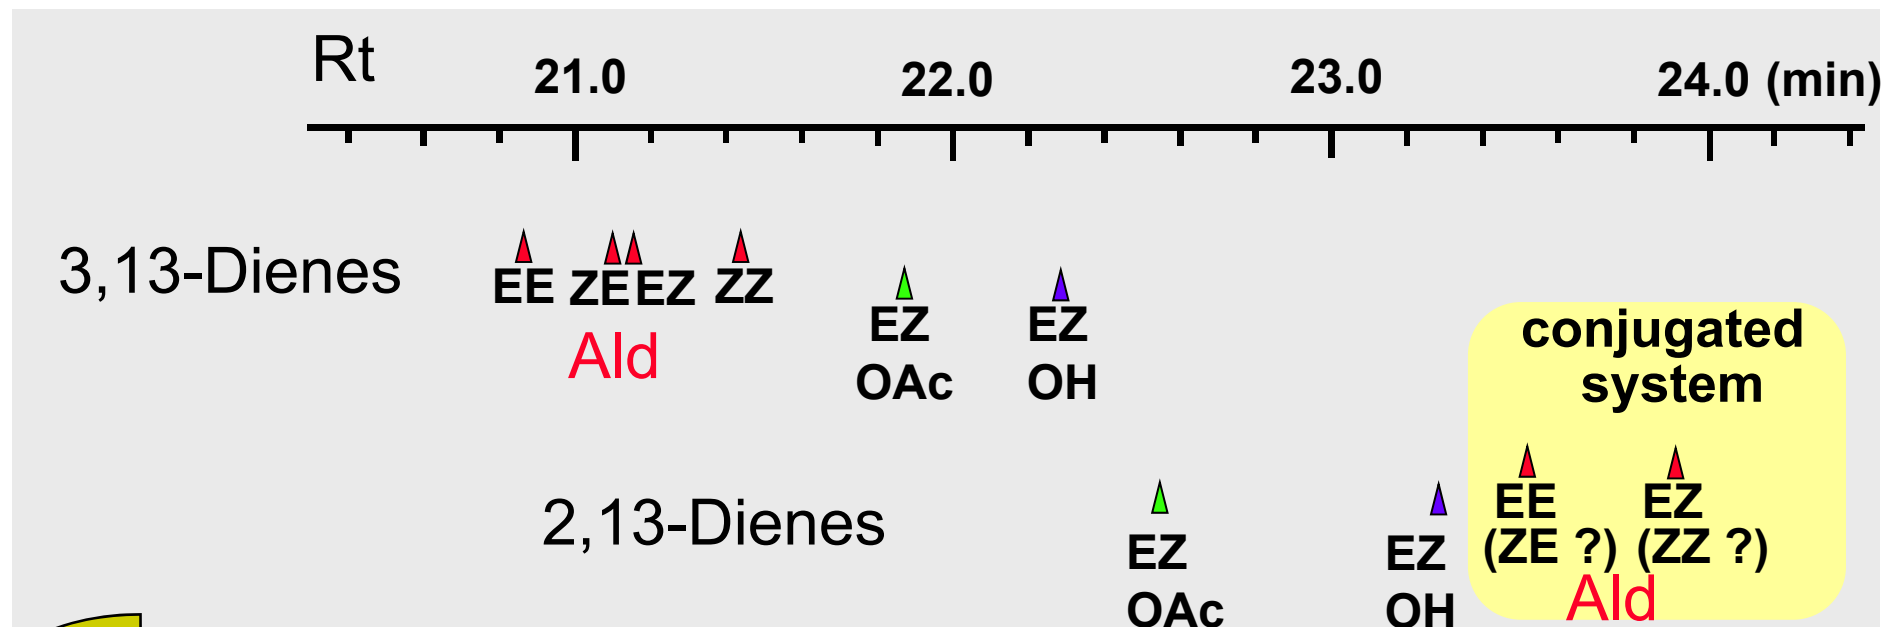 Rt 21.0 22.0 23.0 24.0 (min)
3,13-Dienes EE ZE EZ ZZ
Ald
EZ EZ
OAc OH
conjugated
system
2,13-Dienes
EE EZ
(ZE ?) (ZZ ?)
EZ EZ
OAc OH
Ald